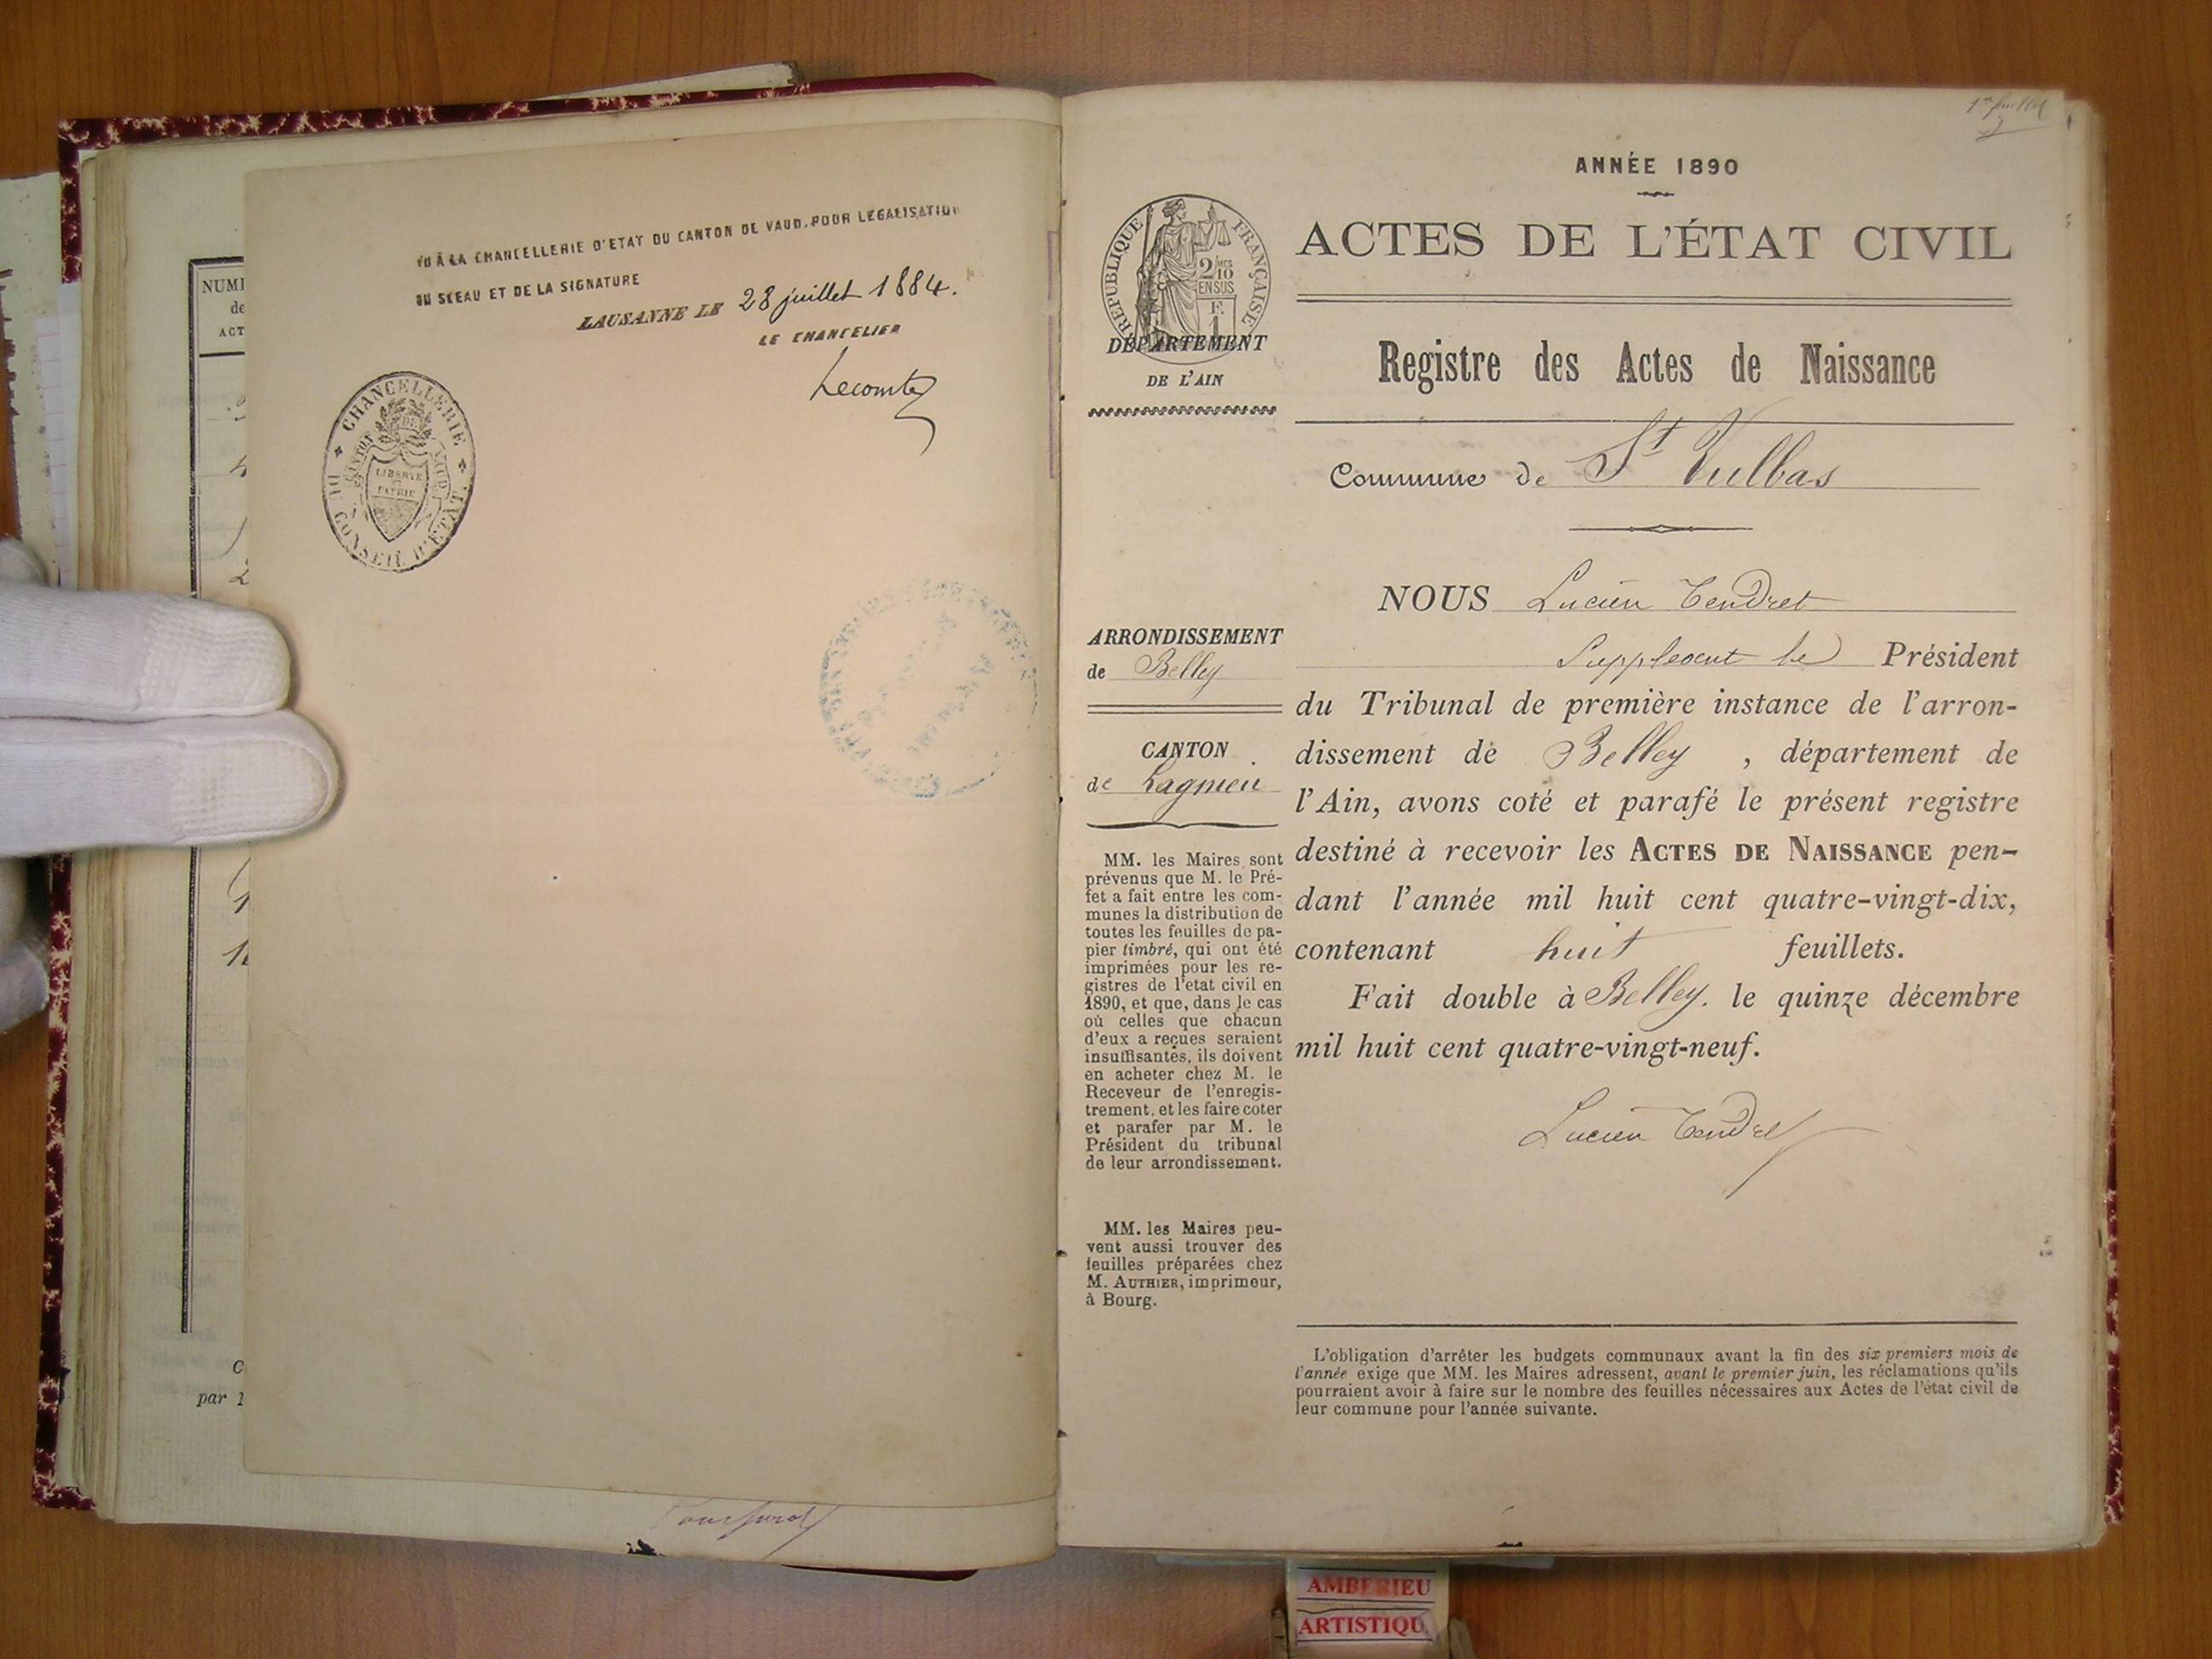 NUM
de
ACT
VU À LA CHANCELLERIE D'ETAT DU CANTON DE VAUD, POUR LÉGALISATION
DU SCEAU ET DE LA SIGNATURE
LAUSANNE LE 28 juillet 1884.
LE CHANCELIER
Lecomte
CHANCELLERIE
DU CONSEIL D'ÉTAT
CANTON DE VAUD
LIBERTÉ
ET
PATRIE
par
ANNÉE 1890
ACTES DE L'ÉTAT CIVIL
RÉPUBLIQUE FRANÇAISE
2/10
EN SUS
DÉPARTEMENT
DE L'AIN
Registre des Actes de Naissance
Commune de St Vulbas
NOUS Lucien Tendret
Suppléant le Président
du Tribunal de première instance de l'arron-
dissement de Belley, département de
l'Ain, avons coté et parafé le présent registre
destiné à recevoir les ACTES DE NAISSANCE pen-
dant l'année mil huit cent quatre-vingt-dix,
contenant huit feuillets.
Fait double à Belley. le quinze décembre
mil huit cent quatre-vingt-neuf.
Lucien Tendret
ARRONDISSEMENT
de Belley
CANTON
de Lagnieu
MM. les Maires sont
prévenus que M. le Pré-
fet a fait entre les com-
munes la distribution de
toutes les feuilles de pa-
pier timbré, qui ont été
imprimées pour les re-
gistres de l'etat civil en
1890, et que, dans le cas
où celles que chacun
d'eux a reçues seraient
insuffisantes, ils doivent
en acheter chez M. le
Receveur de l'enregis-
trement, et les faire coter
et parafer par M. le
Président du tribunal
de leur arrondissement.
MM. les Maires peu-
vent aussi trouver des
feuilles préparées chez
M. AUTHIER, imprimeur,
à Bourg.
L'obligation d'arrêter les budgets communaux avant la fin des six premiers mois de
l'année exige que MM. les Maires adressent, avant le premier juin, les réclamations qu'ils
pourraient avoir à faire sur le nombre des feuilles nécessaires aux Actes de l'état civil de
leur commune pour l'année suivante.
AMBERIEU
ARTISTIQU